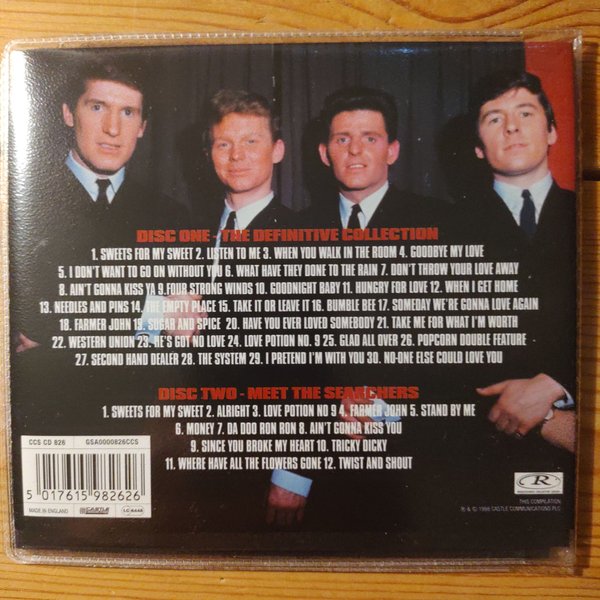 DISC ONE - THE DEFINITIVE COLLECTION
1. SWEETS FOR MY SWEET 2. LISTEN TO ME 3. WHEN YOU WALK IN THE ROOM 4. GOODBYE MY LOVE
5. I DON'T WANT TO GO ON WITHOUT YOU 6. WHAT HAVE THEY DONE TO THE RAIN 7. DON'T THROW YOUR LOVE AWAY
8. AIN'T GONNA KISS YA 9.FOUR STRONG WINDS 10. GOODNIGHT BABY 11. HUNGRY FOR LOVE 12. WHEN I GET HOME
13. NEEDLES AND PINS 14. THE EMPTY PLACE 15. TAKE IT OR LEAVE IT 16. BUMBLE BEE 17. SOMEDAY WE'RE GONNA LOVE AGAIN
18. FARMER JOHN 19. SUGAR AND SPICE 20. HAVE YOU EVER LOVED SOMEBODY 21. TAKE ME FOR WHAT I'M WORTH
22. WESTERN UNION 23. HE'S GOT NO LOVE 24. LOVE POTION NO. 9 25. GLAD ALL OVER 26. POPCORN DOUBLE FEATURE
27. SECOND HAND DEALER 28. THE SYSTEM 29. I PRETEND I'M WITH YOU 30. NO-ONE ELSE COULD LOVE YOU
DISC TWO - MEET THE SEARCHERS
1. SWEETS FOR MY SWEET 2. ALRIGHT 3. LOVE POTION NO 9 4. FARMER JOHN 5. STAND BY ME
6. MONEY 7. DA DOO RON RON 8. AIN'T GONNA KISS YOU
9. SINCE YOU BROKE MY HEART 10. TRICKY DICKY
11. WHERE HAVE ALL THE FLOWERS GONE 12. TWIST AND SHOUT
CCS CD 826 GSA0000826CCS
5 017615 982626
MADE IN ENGLAND CASTLE LC 6448
R
THIS COMPILATION
℗ & © 1998 CASTLE COMMUNICATIONS PLC